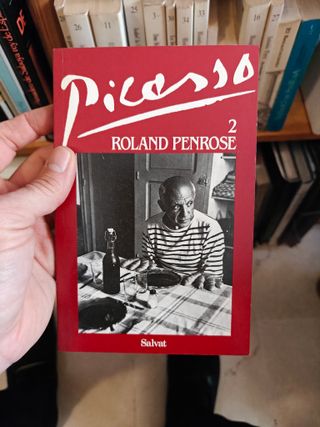 Picasso
2
ROLAND PENROSE
Salvat